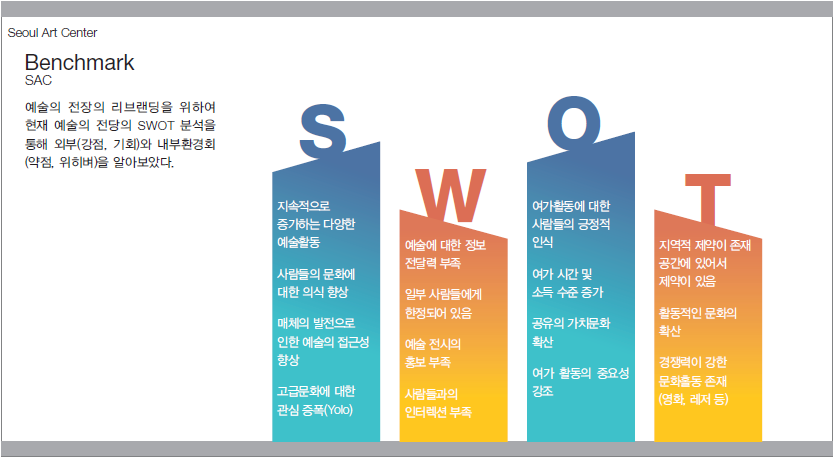 Seoul Art Center
Benchmark
SAC
예술의 전장의 리브랜딩을 위하여
현재 예술의 전당의 SWOT 분석을
통해 외부(강점, 기회)와 내부환경회
(약점, 위히벼)을 알아보았다.
S
지속적으로
증가하는 다양한
예술활동
사람들의 문화에
대한 의식 향상
매체의 발전으로
인한 예술의 접근성
향상
고급문화에 대한
관심 증폭(Yolo)
W
예술에 대한 정보
전달력 부족
일부 사람들에게
한정되어 있음
예술 전시의
홍보 부족
사람들과의
인터렉션 부족
O
여가활동에 대한
사람들의 긍정적
인식
여가 시간 및
소득 수준 증가
공유의 가치문화
확산
여가 활동의 중요성
강조
T
지역적 제약이 존재
공간에 있어서
제약이 있음
활동적인 문화의
확산
경쟁력이 강한
문화홀동 존재
(영화, 레저 등)